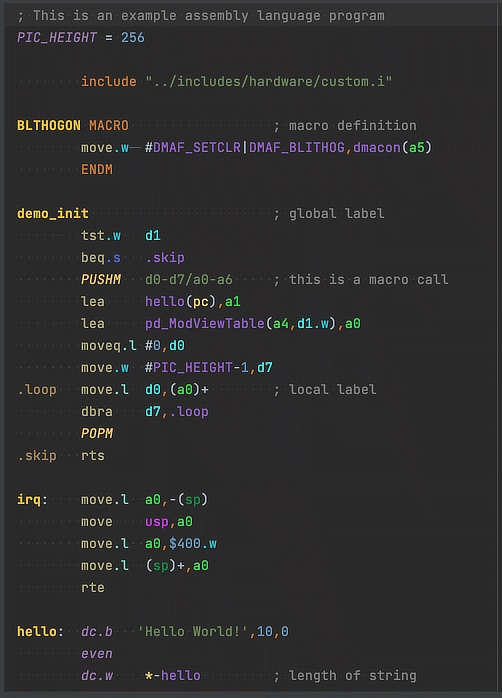 ; This is an example assembly language program
PIC_HEIGHT = 256
include "../includes/hardware/custom.i"
BLTHOGON MACRO ; macro definition
move.w #DMAF_SETCLR|DMAF_BLITHOG,dmacon(a5)
ENDM
demo_init ; global label
tst.w d1
beq.s .skip
PUSHM d0-d7/a0-a6 ; this is a macro call
lea hello(pc),a1
lea pd_ModViewTable(a4,d1.w),a0
moveq.l #0,d0
move.w #PIC_HEIGHT-1,d7
.loop move.l d0,(a0)+ ; local label
dbra d7,.loop
POPM
.skip rts
irq: move.l a0,-(sp)
move usp,a0
move.l a0,$400.w
move.l (sp)+,a0
rte
hello: dc.b 'Hello World!',10,0
even
dc.w *-hello ; length of string